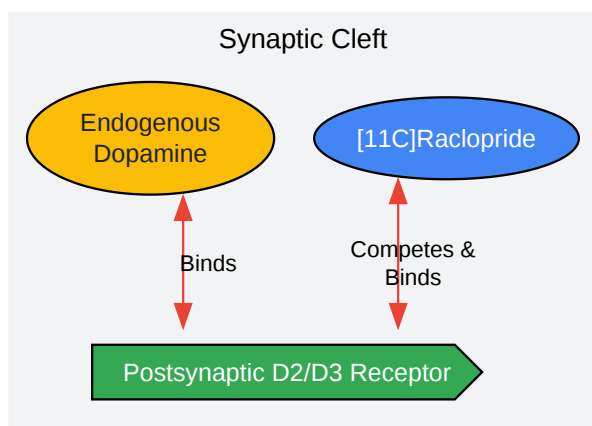 Synaptic Cleft
Endogenous
Dopamine
[11C]Raclopride
Binds
Competes &
Binds
Postsynaptic D2/D3 Receptor